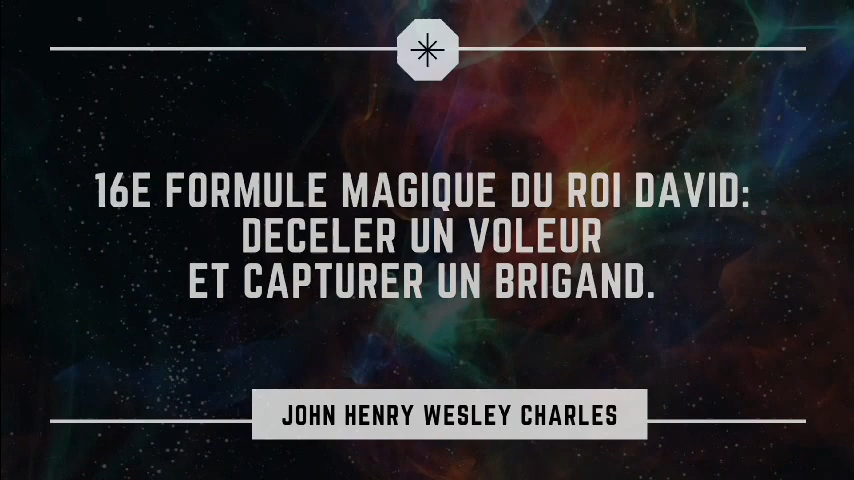 16E FORMULE MAGIQUE DU ROI DAVID:
DECELER UN VOLEUR
ET CAPTURER UN BRIGAND.
JOHN HENRY WESLEY CHARLES